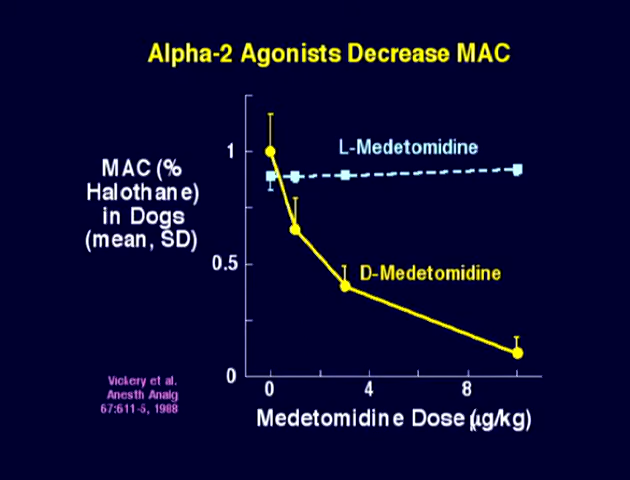 Alpha-2 Agonists Decrease MAC
MAC (%
Halothane)
in Dogs
(mean, SD)
1
0.5
0
L-Medetomidine
D-Medetomidine
0
4
8
Medetomidine Dose (µg/kg)
Vickery et al.
Anesth Analg
67:611-5, 1988